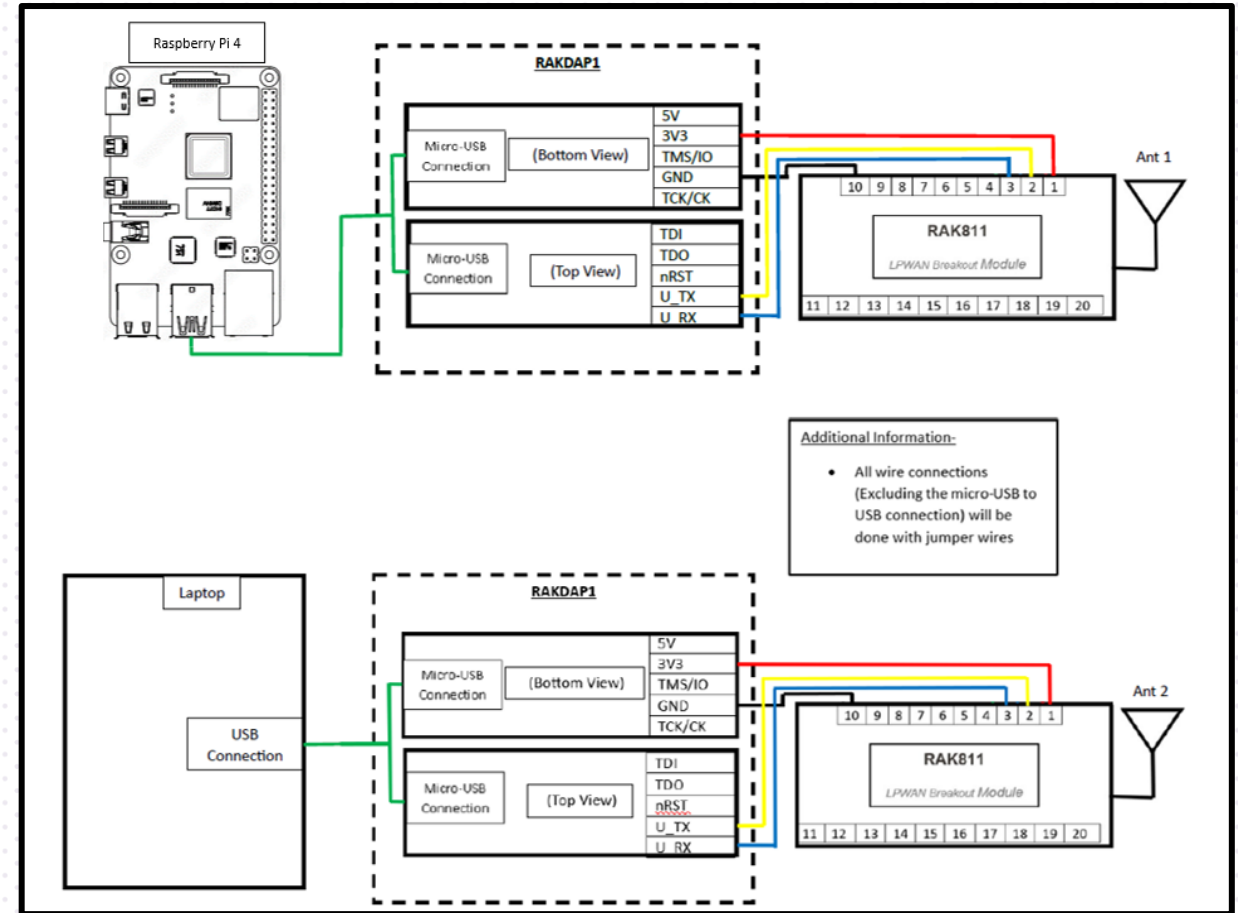 Raspberry Pi 4
RAKDAP1
Micro-USB
Connection
(Bottom View)
5V
3V3
TMS/IO
GND
TCK/CK
Micro-USB
Connection
(Top View)
TDI
TDO
nRST
U_TX
U_RX
10 9 8 7 6 5 4 3 2 1
RAK811
LPWAN Breakout Module
11 12 13 14 15 16 17 18 19 20
Ant 1
Additional Information-
• All wire connections
(Excluding the micro-USB to
USB connection) will be
done with jumper wires
Laptop
USB
Connection
RAKDAP1
Micro-USB
Connection
(Bottom View)
5V
3V3
TMS/IO
GND
TCK/CK
Micro-USB
Connection
(Top View)
TDI
TDO
nRST
U_TX
U_RX
10 9 8 7 6 5 4 3 2 1
RAK811
LPWAN Breakout Module
11 12 13 14 15 16 17 18 19 20
Ant 2